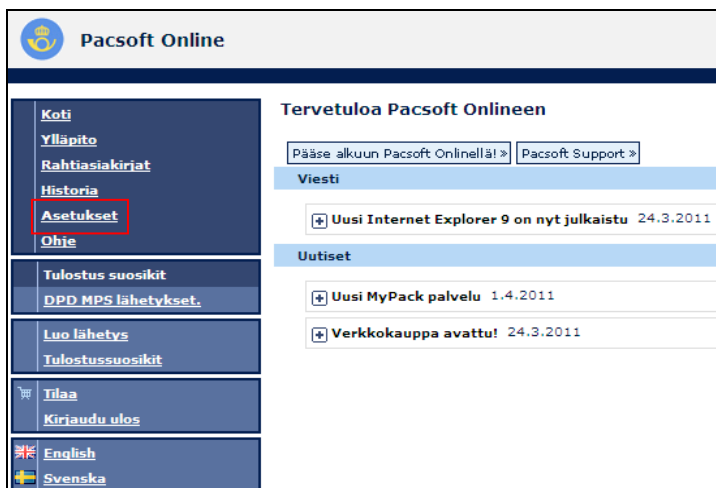 Pacsoft Online
Koti
Ylläpito
Rahtiasiakirjat
Historia
Asetukset
Ohje
Tulostus suosikit
DPD MPS lähetykset.
Luo lähetys
Tulostussuosikit
Tilaa
Kirjaudu ulos
English
Svenska
Tervetuloa Pacsoft Onlineen
Pääse alkuun Pacsoft Onlinellä! » Pacsoft Support »
Viesti
Uusi Internet Explorer 9 on nyt julkaistu 24.3.2011
Uutiset
Uusi MyPack palvelu 1.4.2011
Verkkokauppa avattu! 24.3.2011